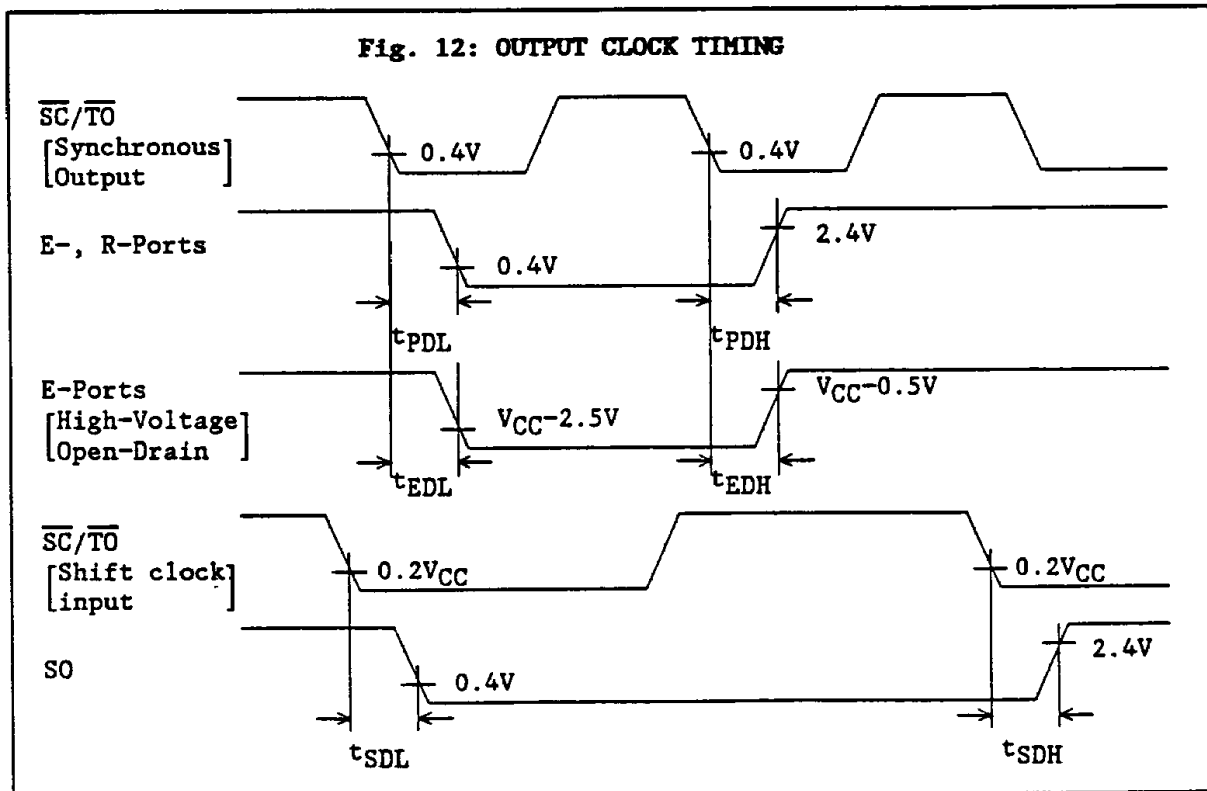 Fig. 12: OUTPUT CLOCK TIMING
SC/TO
[Synchronous
Output]
0.4V
0.4V
E-, R-Ports
0.4V
2.4V
tPDL
tPDH
E-Ports
[High-Voltage
Open-Drain]
VCC-2.5V
VCC-0.5V
tEDL
tEDH
SC/TO
[Shift clock
input]
0.2VCC
0.2VCC
SO
0.4V
2.4V
tSDL
tSDH